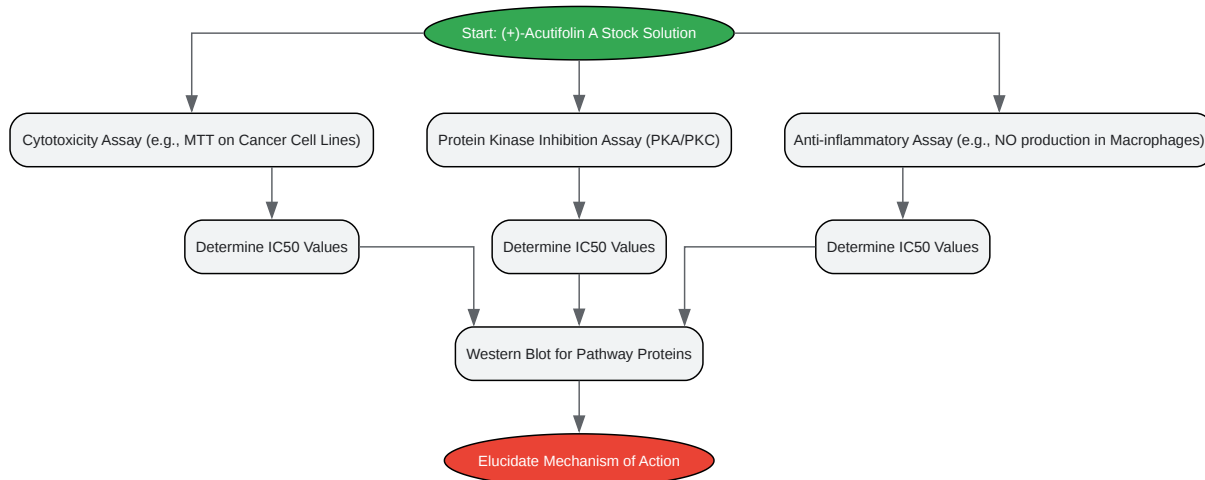 Start: (+)-Acutifolin A Stock Solution
Cytotoxicity Assay (e.g., MTT on Cancer Cell Lines)
Protein Kinase Inhibition Assay (PKA/PKC)
Anti-inflammatory Assay (e.g., NO production in Macrophages)
Determine IC50 Values
Determine IC50 Values
Determine IC50 Values
Western Blot for Pathway Proteins
Elucidate Mechanism of Action